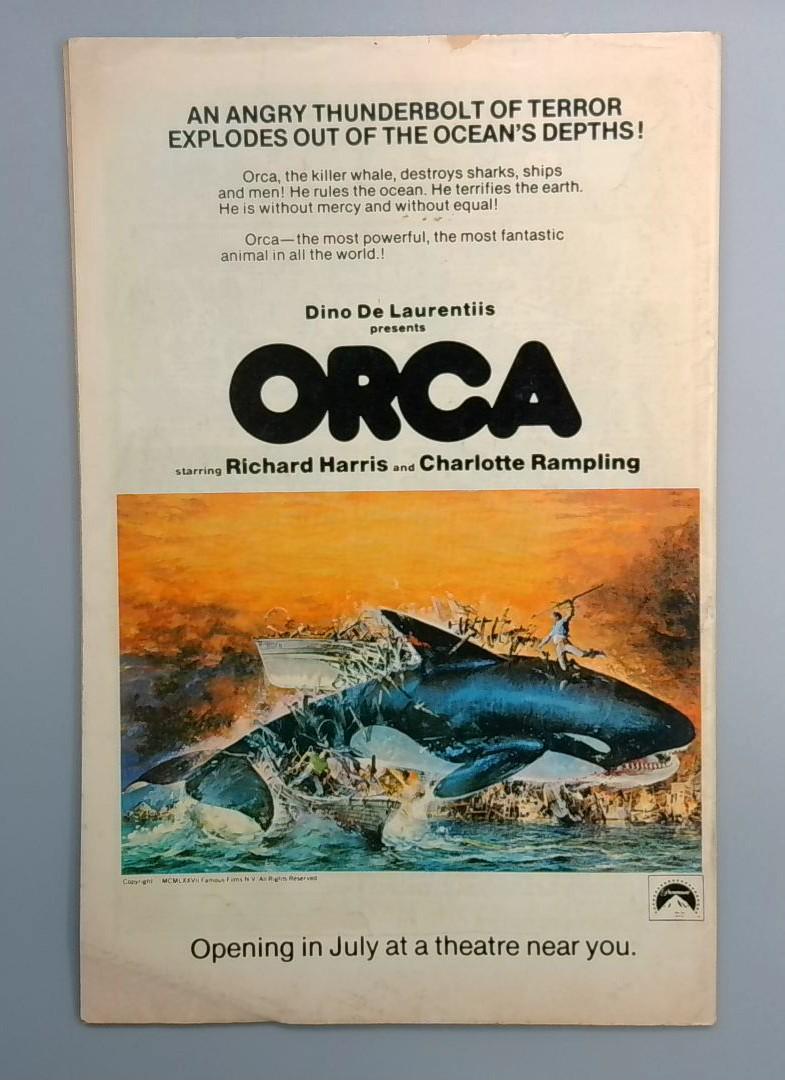 AN ANGRY THUNDERBOLT OF TERROR
EXPLODES OUT OF THE OCEAN'S DEPTHS!
Orca, the killer whale, destroys sharks, ships
and men! He rules the ocean. He terrifies the earth.
He is without mercy and without equal!
Orca—the most powerful, the most fantastic
animal in all the world.!
Dino De Laurentiis
presents
ORCA
starring Richard Harris and Charlotte Rampling
Copyright MCMLXXVII Famous Films N.V. All Rights Reserved
Paramount
Opening in July at a theatre near you.